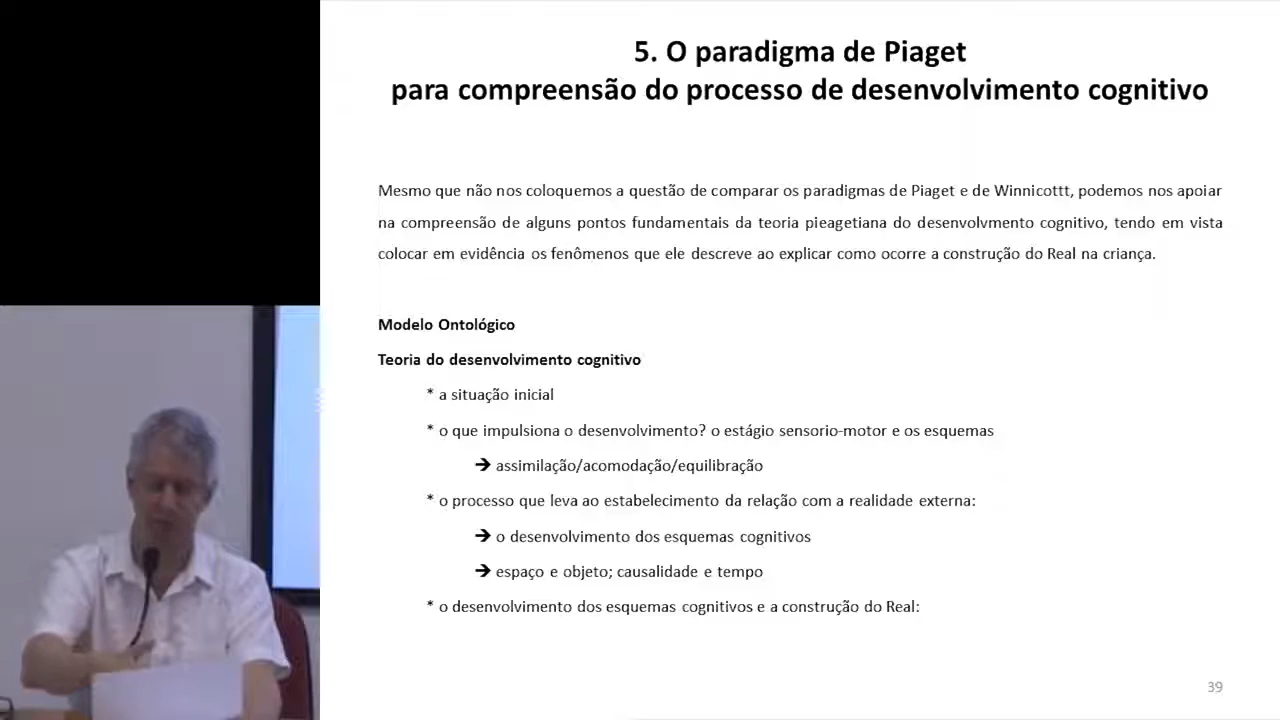 5. O paradigma de Piaget
para compreensão do processo de desenvolvimento cognitivo
Mesmo que não nos coloquemos a questão de comparar os paradigmas de Piaget e de Winnicottt, podemos nos apoiar
na compreensão de alguns pontos fundamentais da teoria pieagetiana do desenvolvmento cognitivo, tendo em vista
colocar em evidência os fenômenos que ele descreve ao explicar como ocorre a construção do Real na criança.
Modelo Ontológico
Teoria do desenvolvimento cognitivo
* a situação inicial
* o que impulsiona o desenvolvimento? o estágio sensorio-motor e os esquemas
➔ assimilação/acomodação/equilibração
* o processo que leva ao estabelecimento da relação com a realidade externa:
➔ o desenvolvimento dos esquemas cognitivos
➔ espaço e objeto; causalidade e tempo
* o desenvolvimento dos esquemas cognitivos e a construção do Real:
39